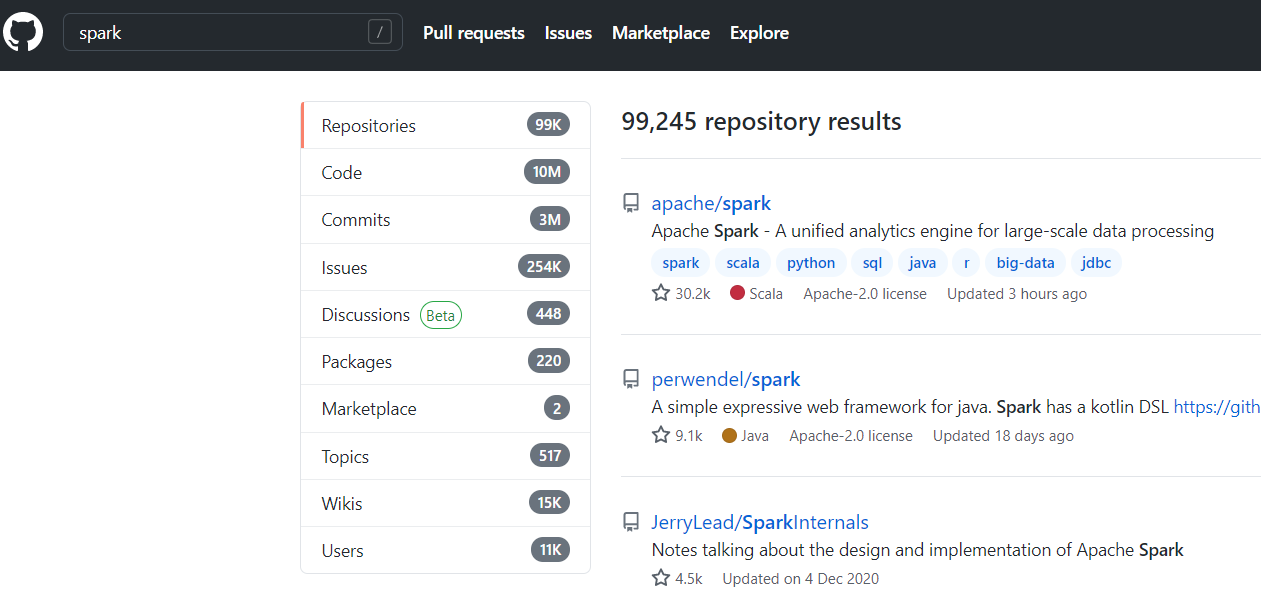 spark /
Pull requests Issues Marketplace Explore
Repositories 99K
Code 10M
Commits 3M
Issues 254K
Discussions Beta 448
Packages 220
Marketplace 2
Topics 517
Wikis 15K
Users 11K
99,245 repository results
apache/spark
Apache Spark - A unified analytics engine for large-scale data processing
spark scala python sql java r big-data jdbc
30.2k Scala Apache-2.0 license Updated 3 hours ago
perwendel/spark
A simple expressive web framework for java. Spark has a kotlin DSL https://gith
9.1k Java Apache-2.0 license Updated 18 days ago
JerryLead/SparkInternals
Notes talking about the design and implementation of Apache Spark
4.5k Updated on 4 Dec 2020